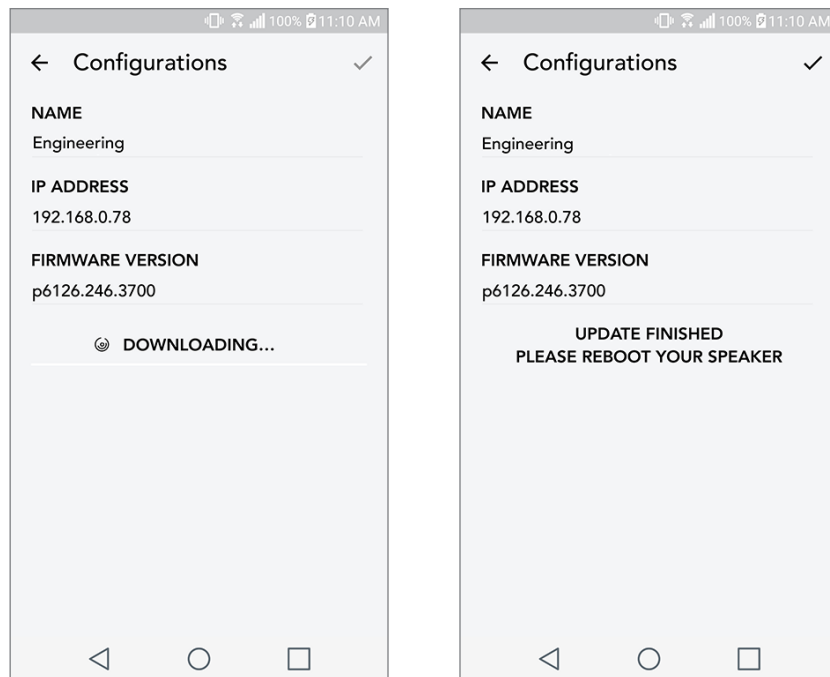 100% 11:10 AM
Configurations
NAME
Engineering
IP ADDRESS
192.168.0.78
FIRMWARE VERSION
p6126.246.3700
DOWNLOADING...
100% 11:10 AM
Configurations
NAME
Engineering
IP ADDRESS
192.168.0.78
FIRMWARE VERSION
p6126.246.3700
UPDATE FINISHED
PLEASE REBOOT YOUR SPEAKER